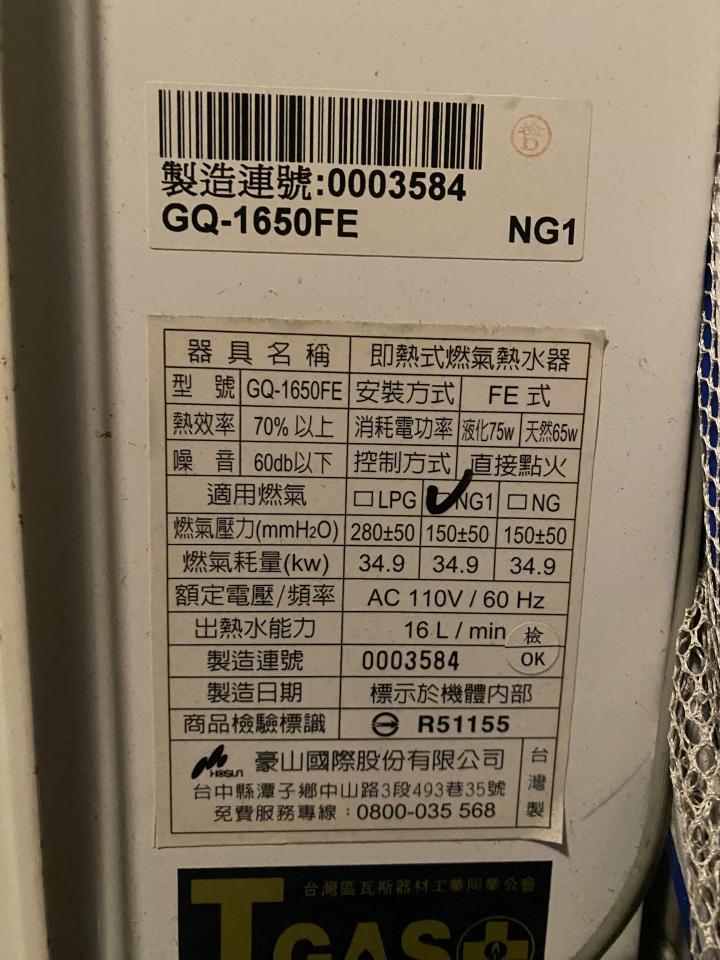 檢
D
製造連號:0003584
GQ-1650FE NG1
器具名稱 即熱式燃氣熱水器
型 號 GQ-1650FE 安裝方式 FE 式
熱效率 70% 以上 消耗電功率 液化75w 天然65w
噪 音 60db以下 控制方式 直接點火
適用燃氣 □LPG ☑NG1 □NG
燃氣壓力(mmH2O) 280±50 150±50 150±50
燃氣耗量(kw) 34.9 34.9 34.9
額定電壓/頻率 AC 110V / 60 Hz
出熱水能力 16 L / min
檢
OK
製造連號 0003584
製造日期 標示於機體內部
商品檢驗標識 R51155
HOSUN 豪山國際股份有限公司
台中縣潭子鄉中山路3段493巷35號
免費服務專線：0800-035 568
台灣製
台灣區瓦斯器材工業同業公會
TGAS